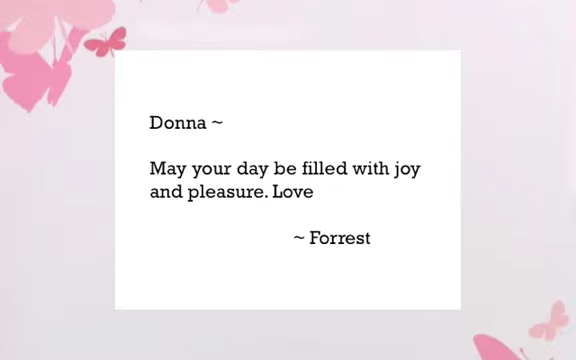 Donna ~
May your day be filled with joy
and pleasure. Love
~ Forrest